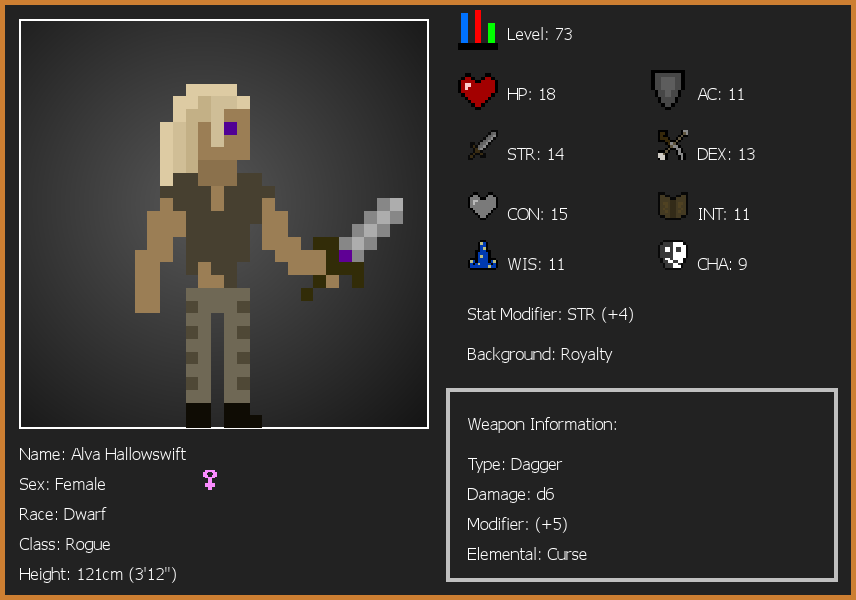 Level: 73
HP: 18
AC: 11
STR: 14
DEX: 13
CON: 15
INT: 11
WIS: 11
CHA: 9
Stat Modifier: STR (+4)
Background: Royalty
Weapon Information:
Type: Dagger
Damage: d6
Modifier: (+5)
Elemental: Curse
Name: Alva Hallowswift
Sex: Female
Race: Dwarf
Class: Rogue
Height: 121cm (3'12")